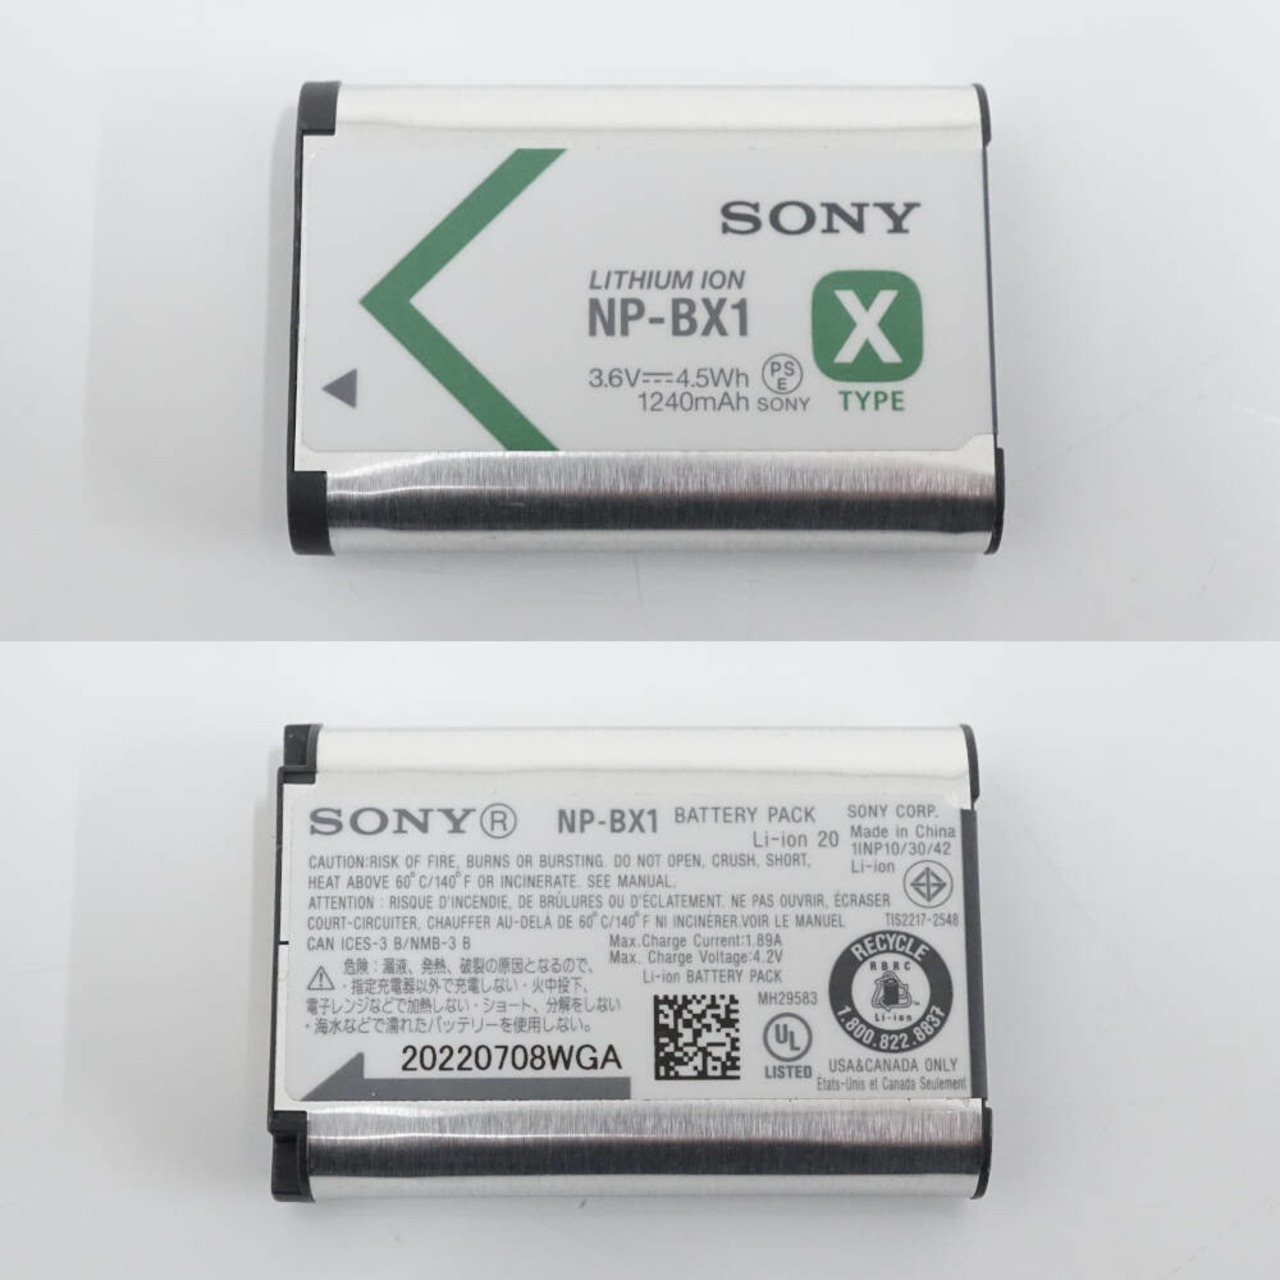 SONY
LITHIUM ION
NP-BX1
X
3.6V⎓4.5Wh
PS
E
1240mAh SONY
TYPE
SONY®
NP-BX1 BATTERY PACK
Li-ion 20
SONY CORP.
Made in China
1INP10/30/42
Li-ion
CAUTION:RISK OF FIRE, BURNS OR BURSTING. DO NOT OPEN, CRUSH, SHORT,
HEAT ABOVE 60°C/140°F OR INCINERATE. SEE MANUAL.
ATTENTION : RISQUE D'INCENDIE, DE BRÛLURES OU D'ÉCLATEMENT. NE PAS OUVRIR, ÉCRASER
COURT-CIRCUITER, CHAUFFER AU-DELÀ DE 60°C/140°F NI INCINÉRER.VOIR LE MANUEL
TIS2217-2548
CAN ICES-3 B/NMB-3 B
Max.Charge Current:1.89A
Max. Charge Voltage:4.2V
Li-ion BATTERY PACK
危険：漏液、発熱、破裂の原因となるので、
・指定充電器以外で充電しない・火中投下、
電子レンジなどで加熱しない・ショート、分解をしない
・海水などで濡れたバッテリーを使用しない。
20220708WGA
MH29583
UL
LISTED
RECYCLE
RBRC
Li-ion
1.800.822.8837
USA&CANADA ONLY
États-Unis et Canada Seulement